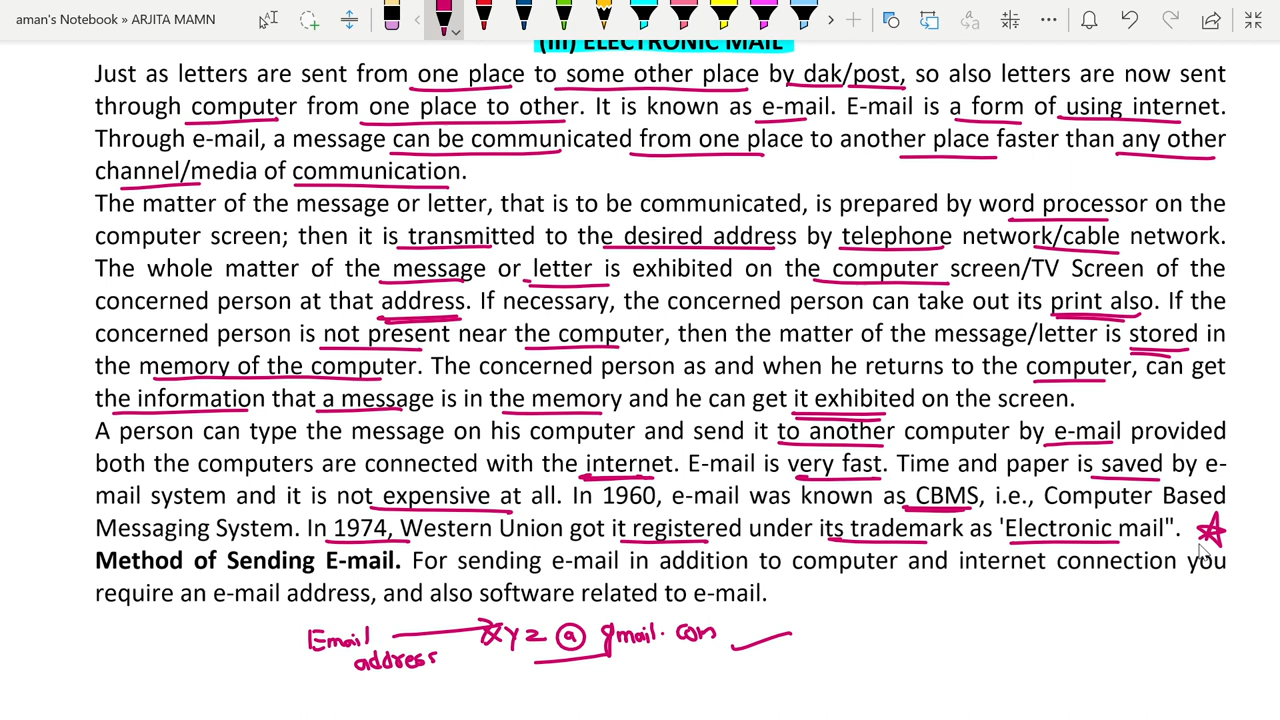 aman's Notebook » ARJITA MAMN
(III) ELECTRONIC MAIL
Just as letters are sent from one place to some other place by dak/post, so also letters are now sent
through computer from one place to other. It is known as e-mail. E-mail is a form of using internet.
Through e-mail, a message can be communicated from one place to another place faster than any other
channel/media of communication.
The matter of the message or letter, that is to be communicated, is prepared by word processor on the
computer screen; then it is transmitted to the desired address by telephone network/cable network.
The whole matter of the message or letter is exhibited on the computer screen/TV Screen of the
concerned person at that address. If necessary, the concerned person can take out its print also. If the
concerned person is not present near the computer, then the matter of the message/letter is stored in
the memory of the computer. The concerned person as and when he returns to the computer, can get
the information that a message is in the memory and he can get it exhibited on the screen.
A person can type the message on his computer and send it to another computer by e-mail provided
both the computers are connected with the internet. E-mail is very fast. Time and paper is saved by e-
mail system and it is not expensive at all. In 1960, e-mail was known as CBMS, i.e., Computer Based
Messaging System. In 1974, Western Union got it registered under its trademark as 'Electronic mail".
Method of Sending E-mail. For sending e-mail in addition to computer and internet connection you
require an e-mail address, and also software related to e-mail.
Email address → XYZ @ gmail.com